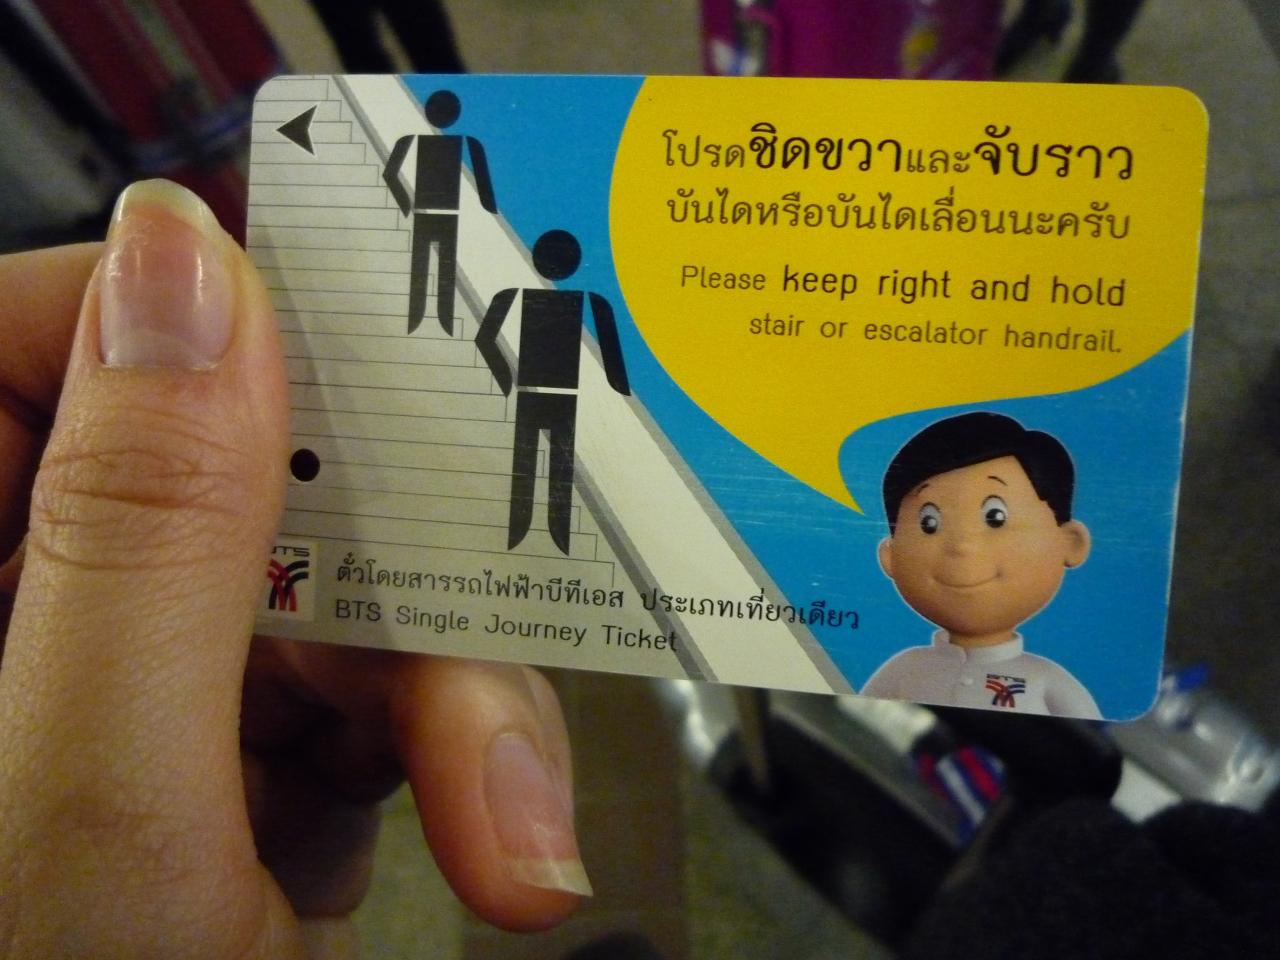 โปรดชิดขวาและจับราว
บันไดหรือบันไดเลื่อนนะครับ
Please keep right and hold
stair or escalator handrail.
BTS
ตั๋วโดยสารรถไฟฟ้าบีทีเอส ประเภทเที่ยวเดียว
BTS Single Journey Ticket
BTS